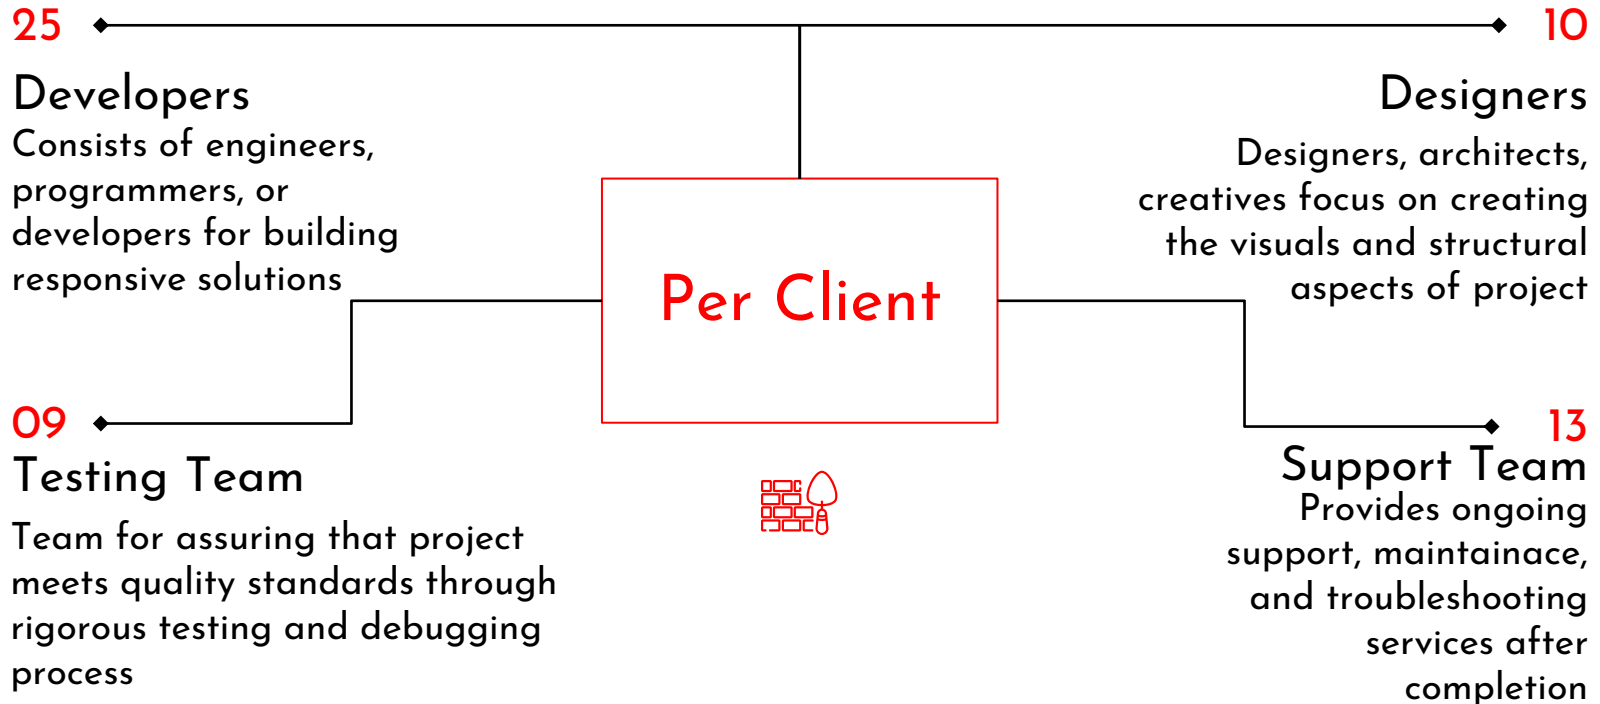 25
Developers
Consists of engineers,
programmers, or
developers for building
responsive solutions
10
Designers
Designers, architects,
creatives focus on creating
the visuals and structural
aspects of project
Per Client
09
Testing Team
Team for assuring that project
meets quality standards through
rigorous testing and debugging
process
13
Support Team
Provides ongoing
support, maintainace,
and troubleshooting
services after
completion